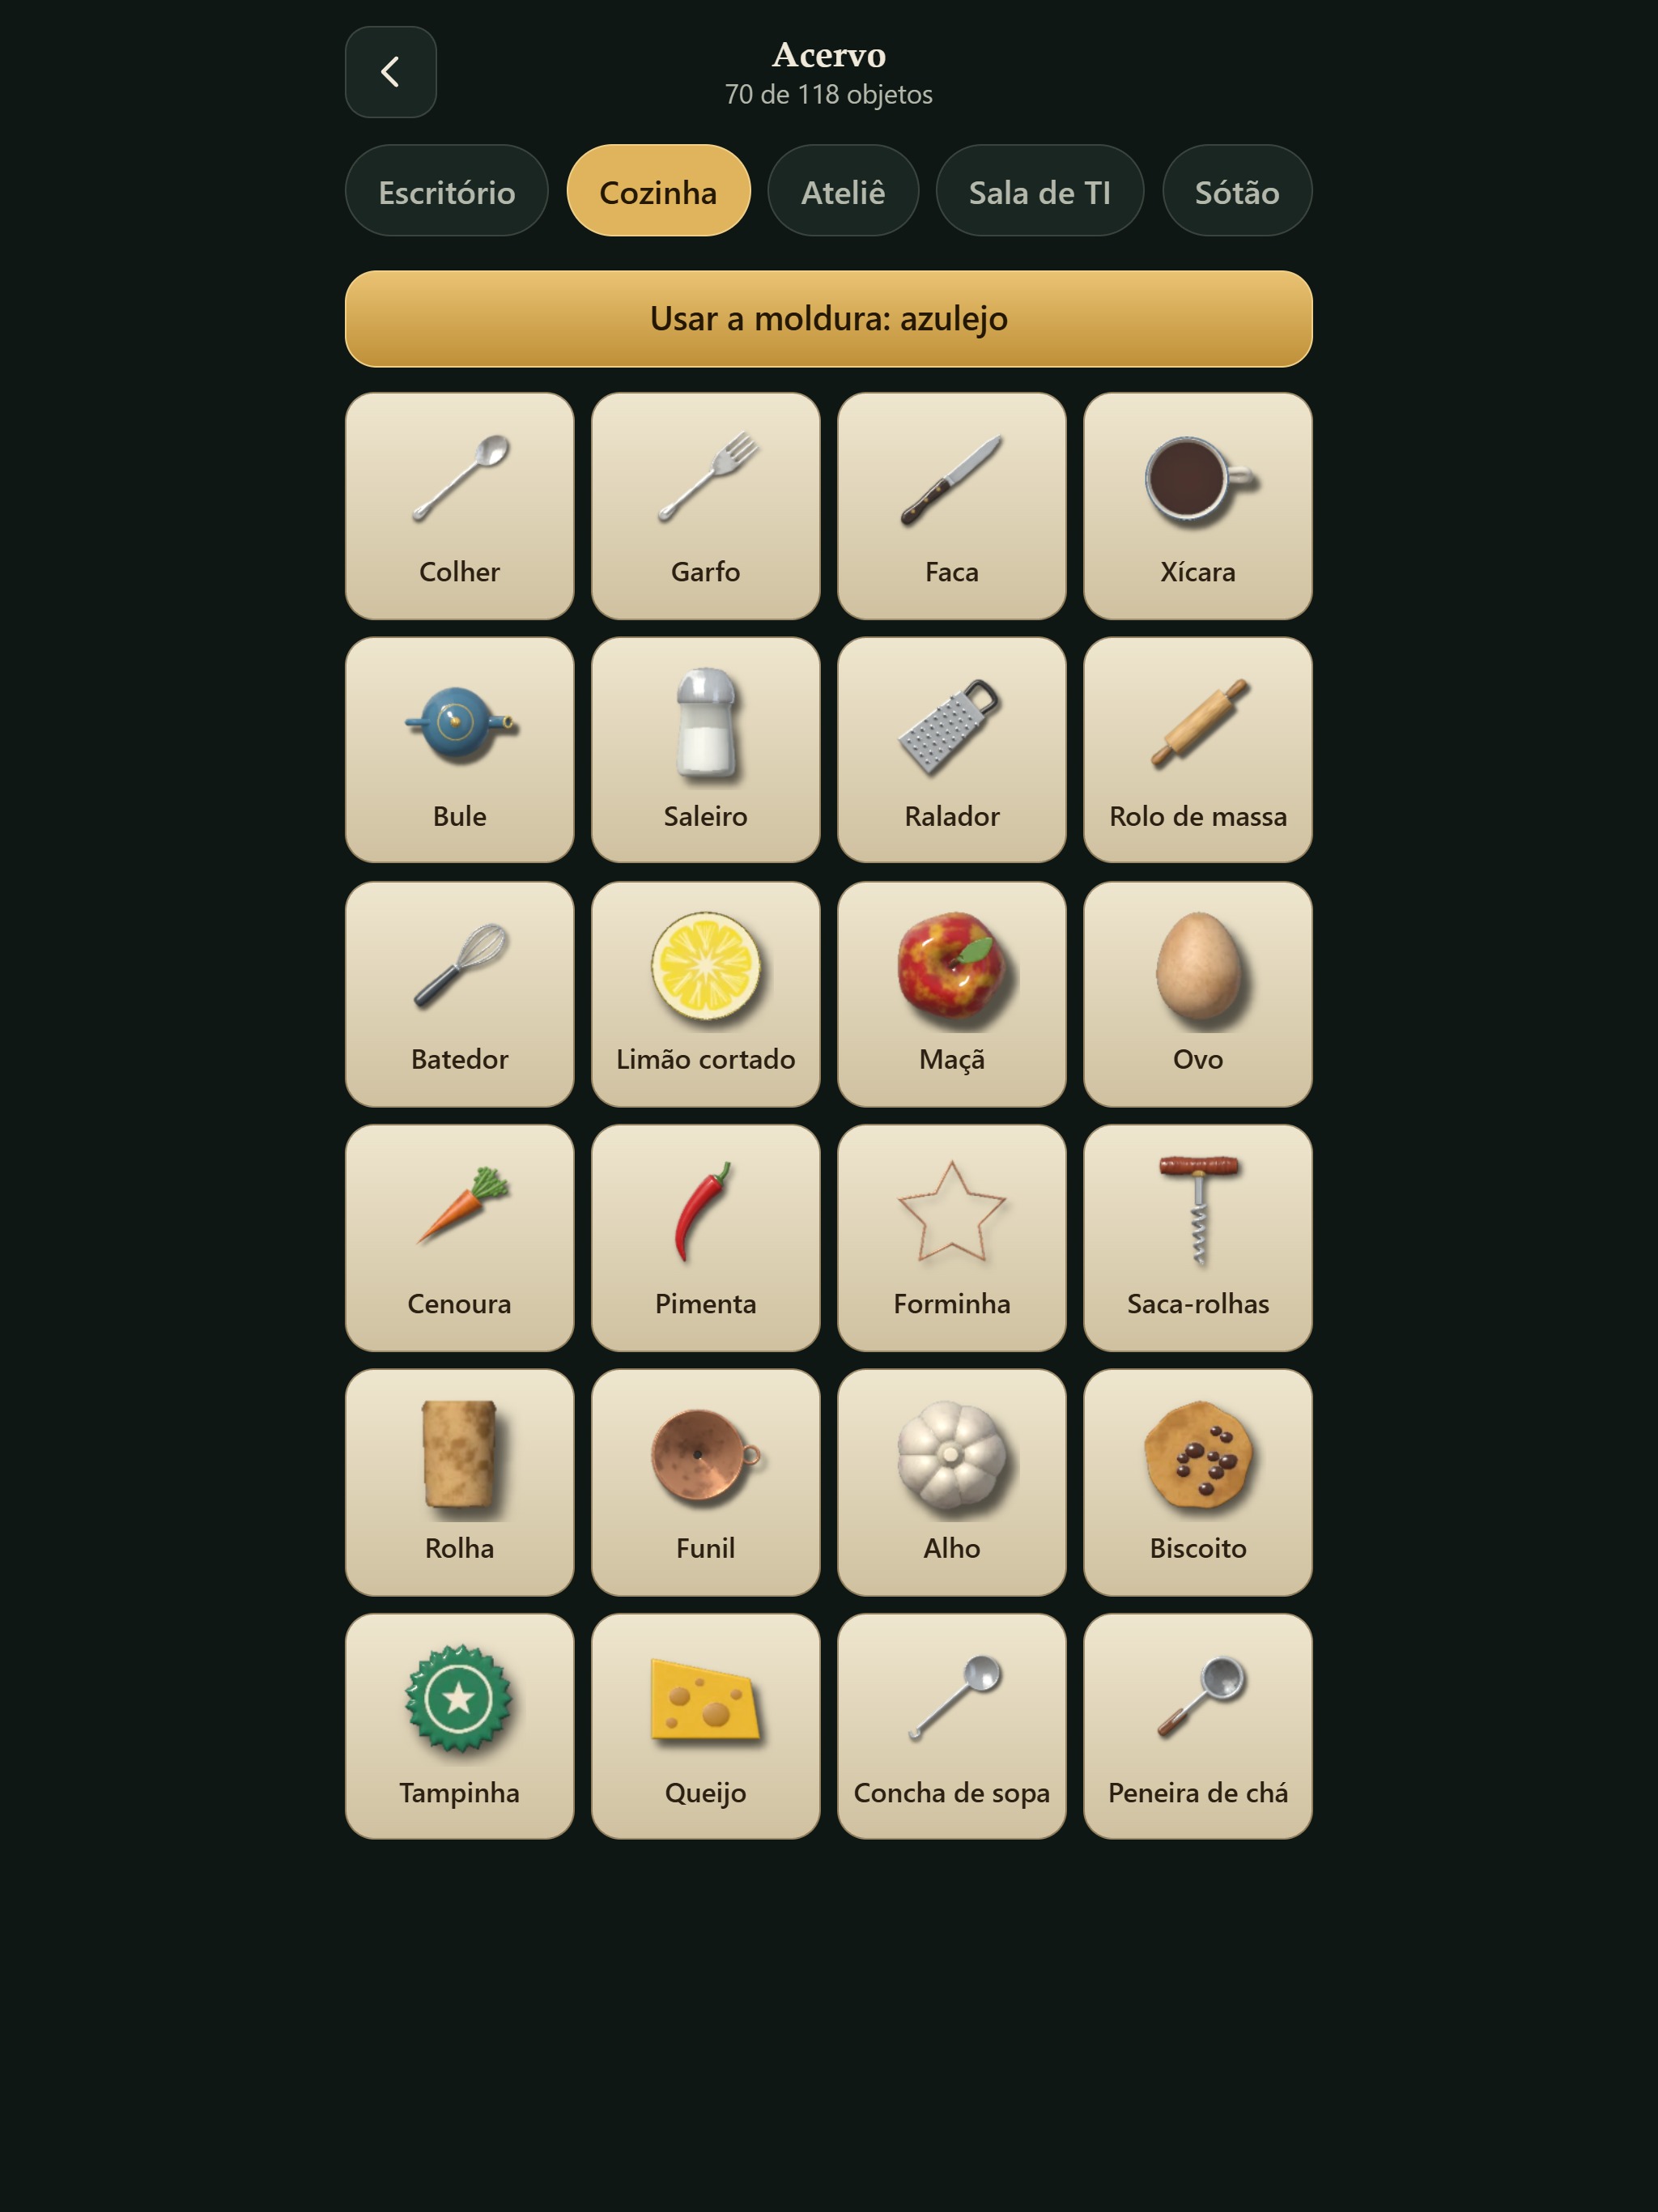 Acervo
70 de 118 objetos
Escritório Cozinha Ateliê Sala de TI Sótão
Usar a moldura: azulejo
Colher Garfo Faca Xícara
Bule Saleiro Ralador Rolo de massa
Batedor Limão cortado Maçã Ovo
Cenoura Pimenta Forminha Saca-rolhas
Rolha Funil Alho Biscoito
Tampinha Queijo Concha de sopa Peneira de chá